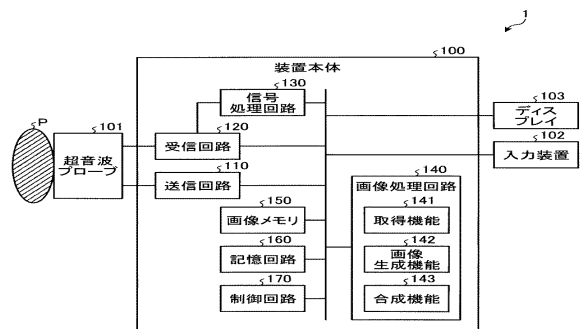 1
100
装置本体
130
信号
処理回路
103
ディス
プレイ
P
101
超音波
プローブ
120
受信回路
102
入力装置
110
送信回路
140
画像処理回路
141
取得機能
150
画像メモリ
142
画像
生成機能
160
記憶回路
143
合成機能
170
制御回路